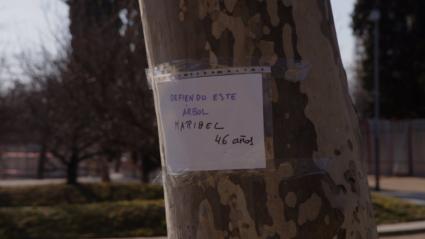 DEFIENDO ESTE
ÁRBOL
MARIBEL
46 años